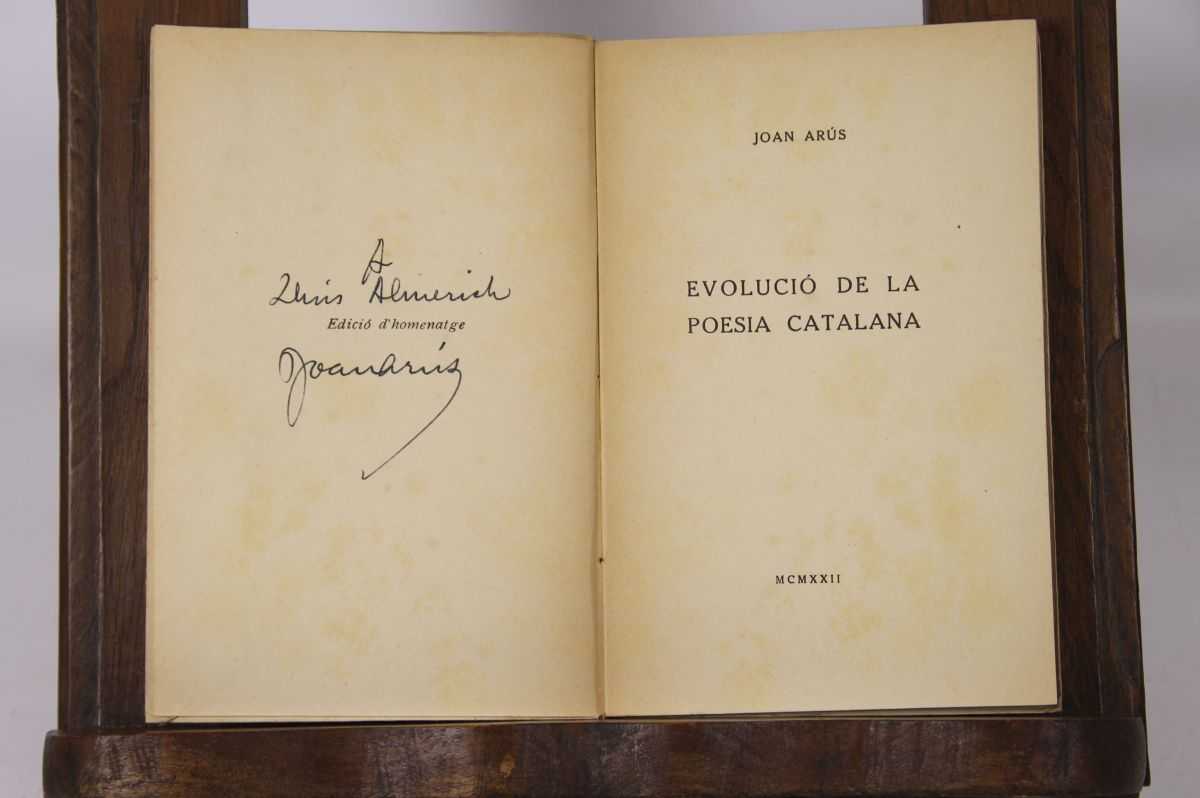 A
Lluís Almerich
Edició d'homenatge
Joan Arús
JOAN ARÚS
EVOLUCIÓ DE LA
POESIA CATALANA
MCMXXII